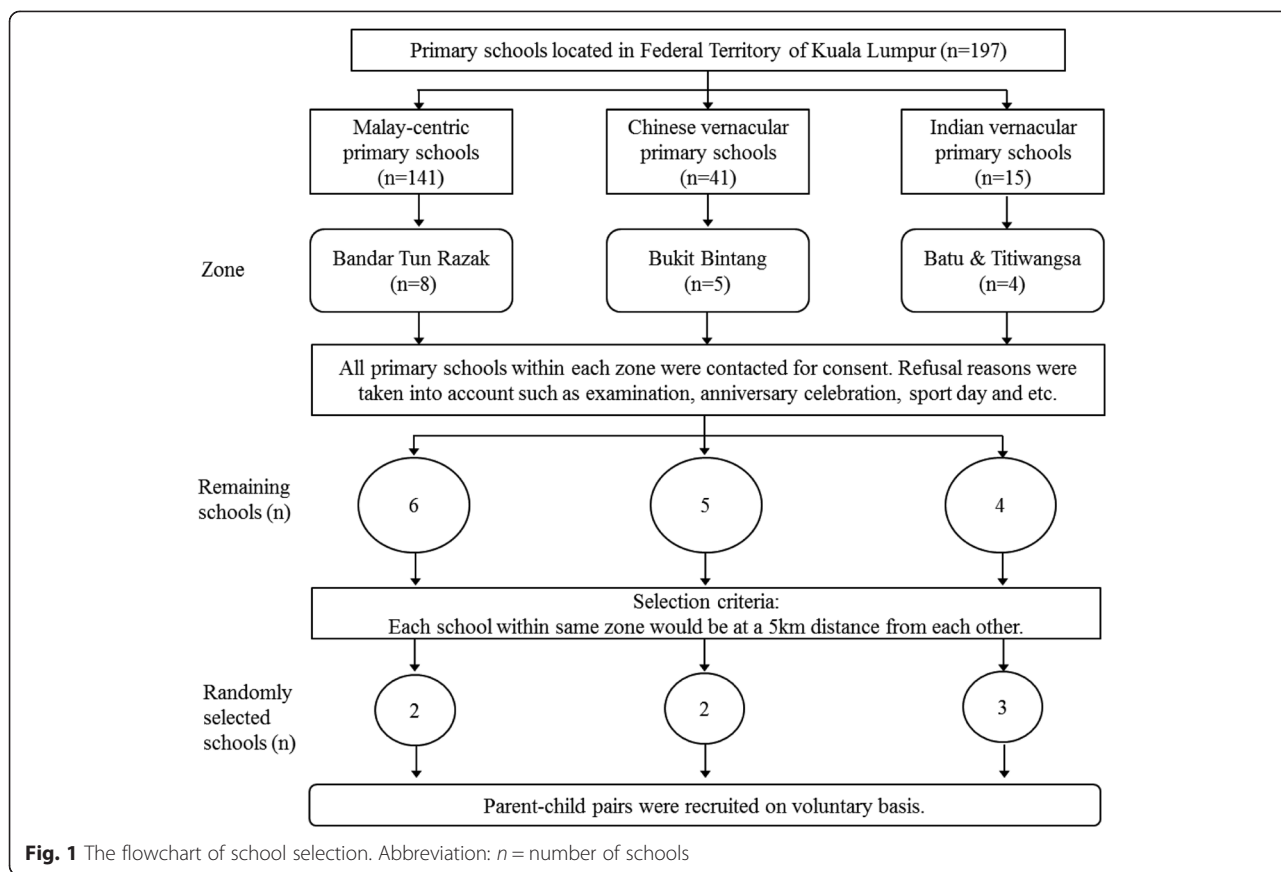 Primary schools located in Federal Territory of Kuala Lumpur (n=197)
Malay-centric
primary schools
(n=141)
Chinese vernacular
primary schools
(n=41)
Indian vernacular
primary schools
(n=15)
Zone
Bandar Tun Razak
(n=8)
Bukit Bintang
(n=5)
Batu & Titiwangsa
(n=4)
All primary schools within each zone were contacted for consent. Refusal reasons were
taken into account such as examination, anniversary celebration, sport day and etc.
Remaining
schools (n)
6
5
4
Selection criteria:
Each school within same zone would be at a 5km distance from each other.
Randomly
selected
schools (n)
2
2
3
Parent-child pairs were recruited on voluntary basis.
Fig. 1 The flowchart of school selection. Abbreviation: n = number of schools